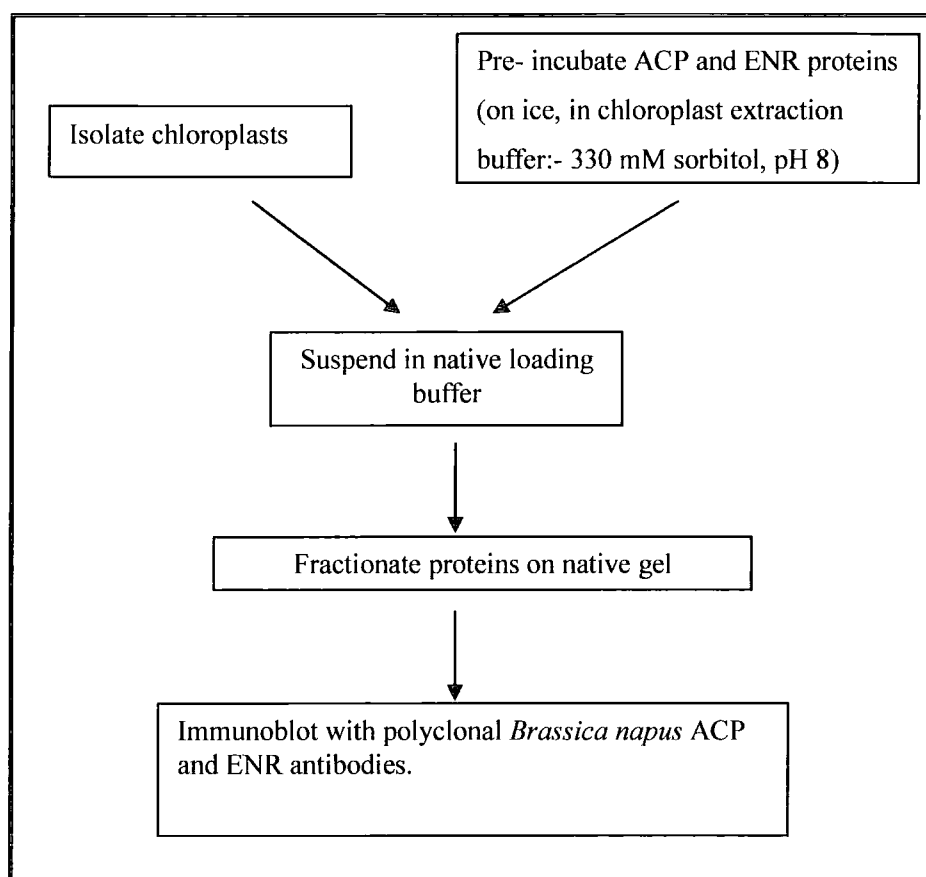 Isolate chloroplasts
Pre- incubate ACP and ENR proteins
(on ice, in chloroplast extraction
buffer:- 330 mM sorbitol, pH 8)
Suspend in native loading
buffer
Fractionate proteins on native gel
Immunoblot with polyclonal Brassica napus ACP
and ENR antibodies.